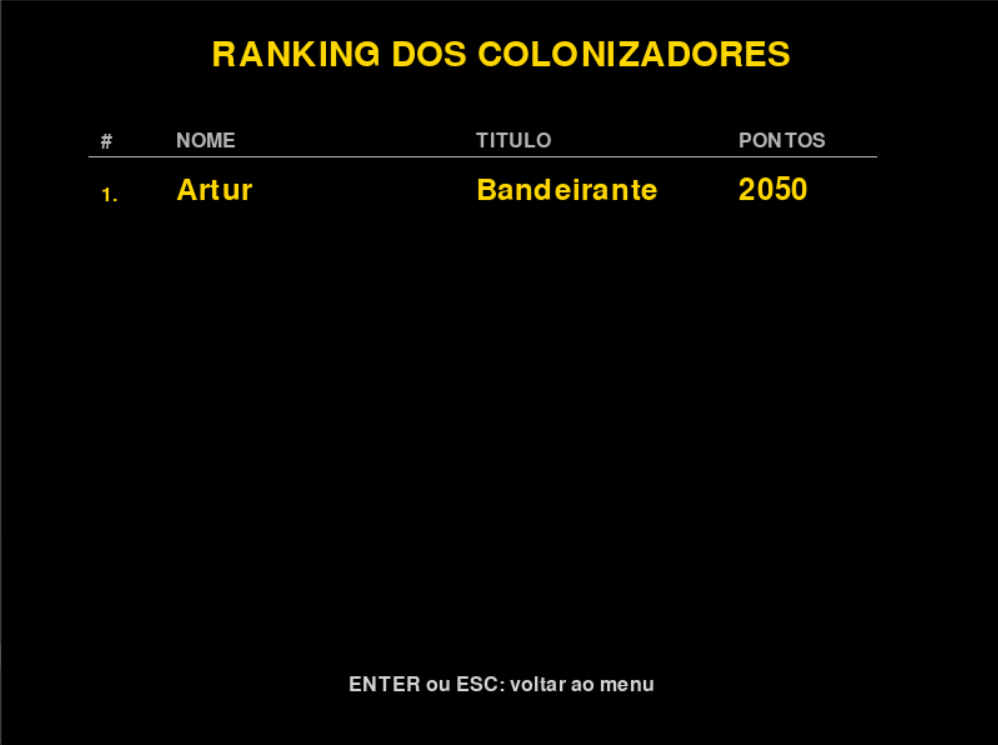 RANKING DOS COLONIZADORES
# NOME TITULO PONTOS
1. Artur Bandeirante 2050
ENTER ou ESC: voltar ao menu